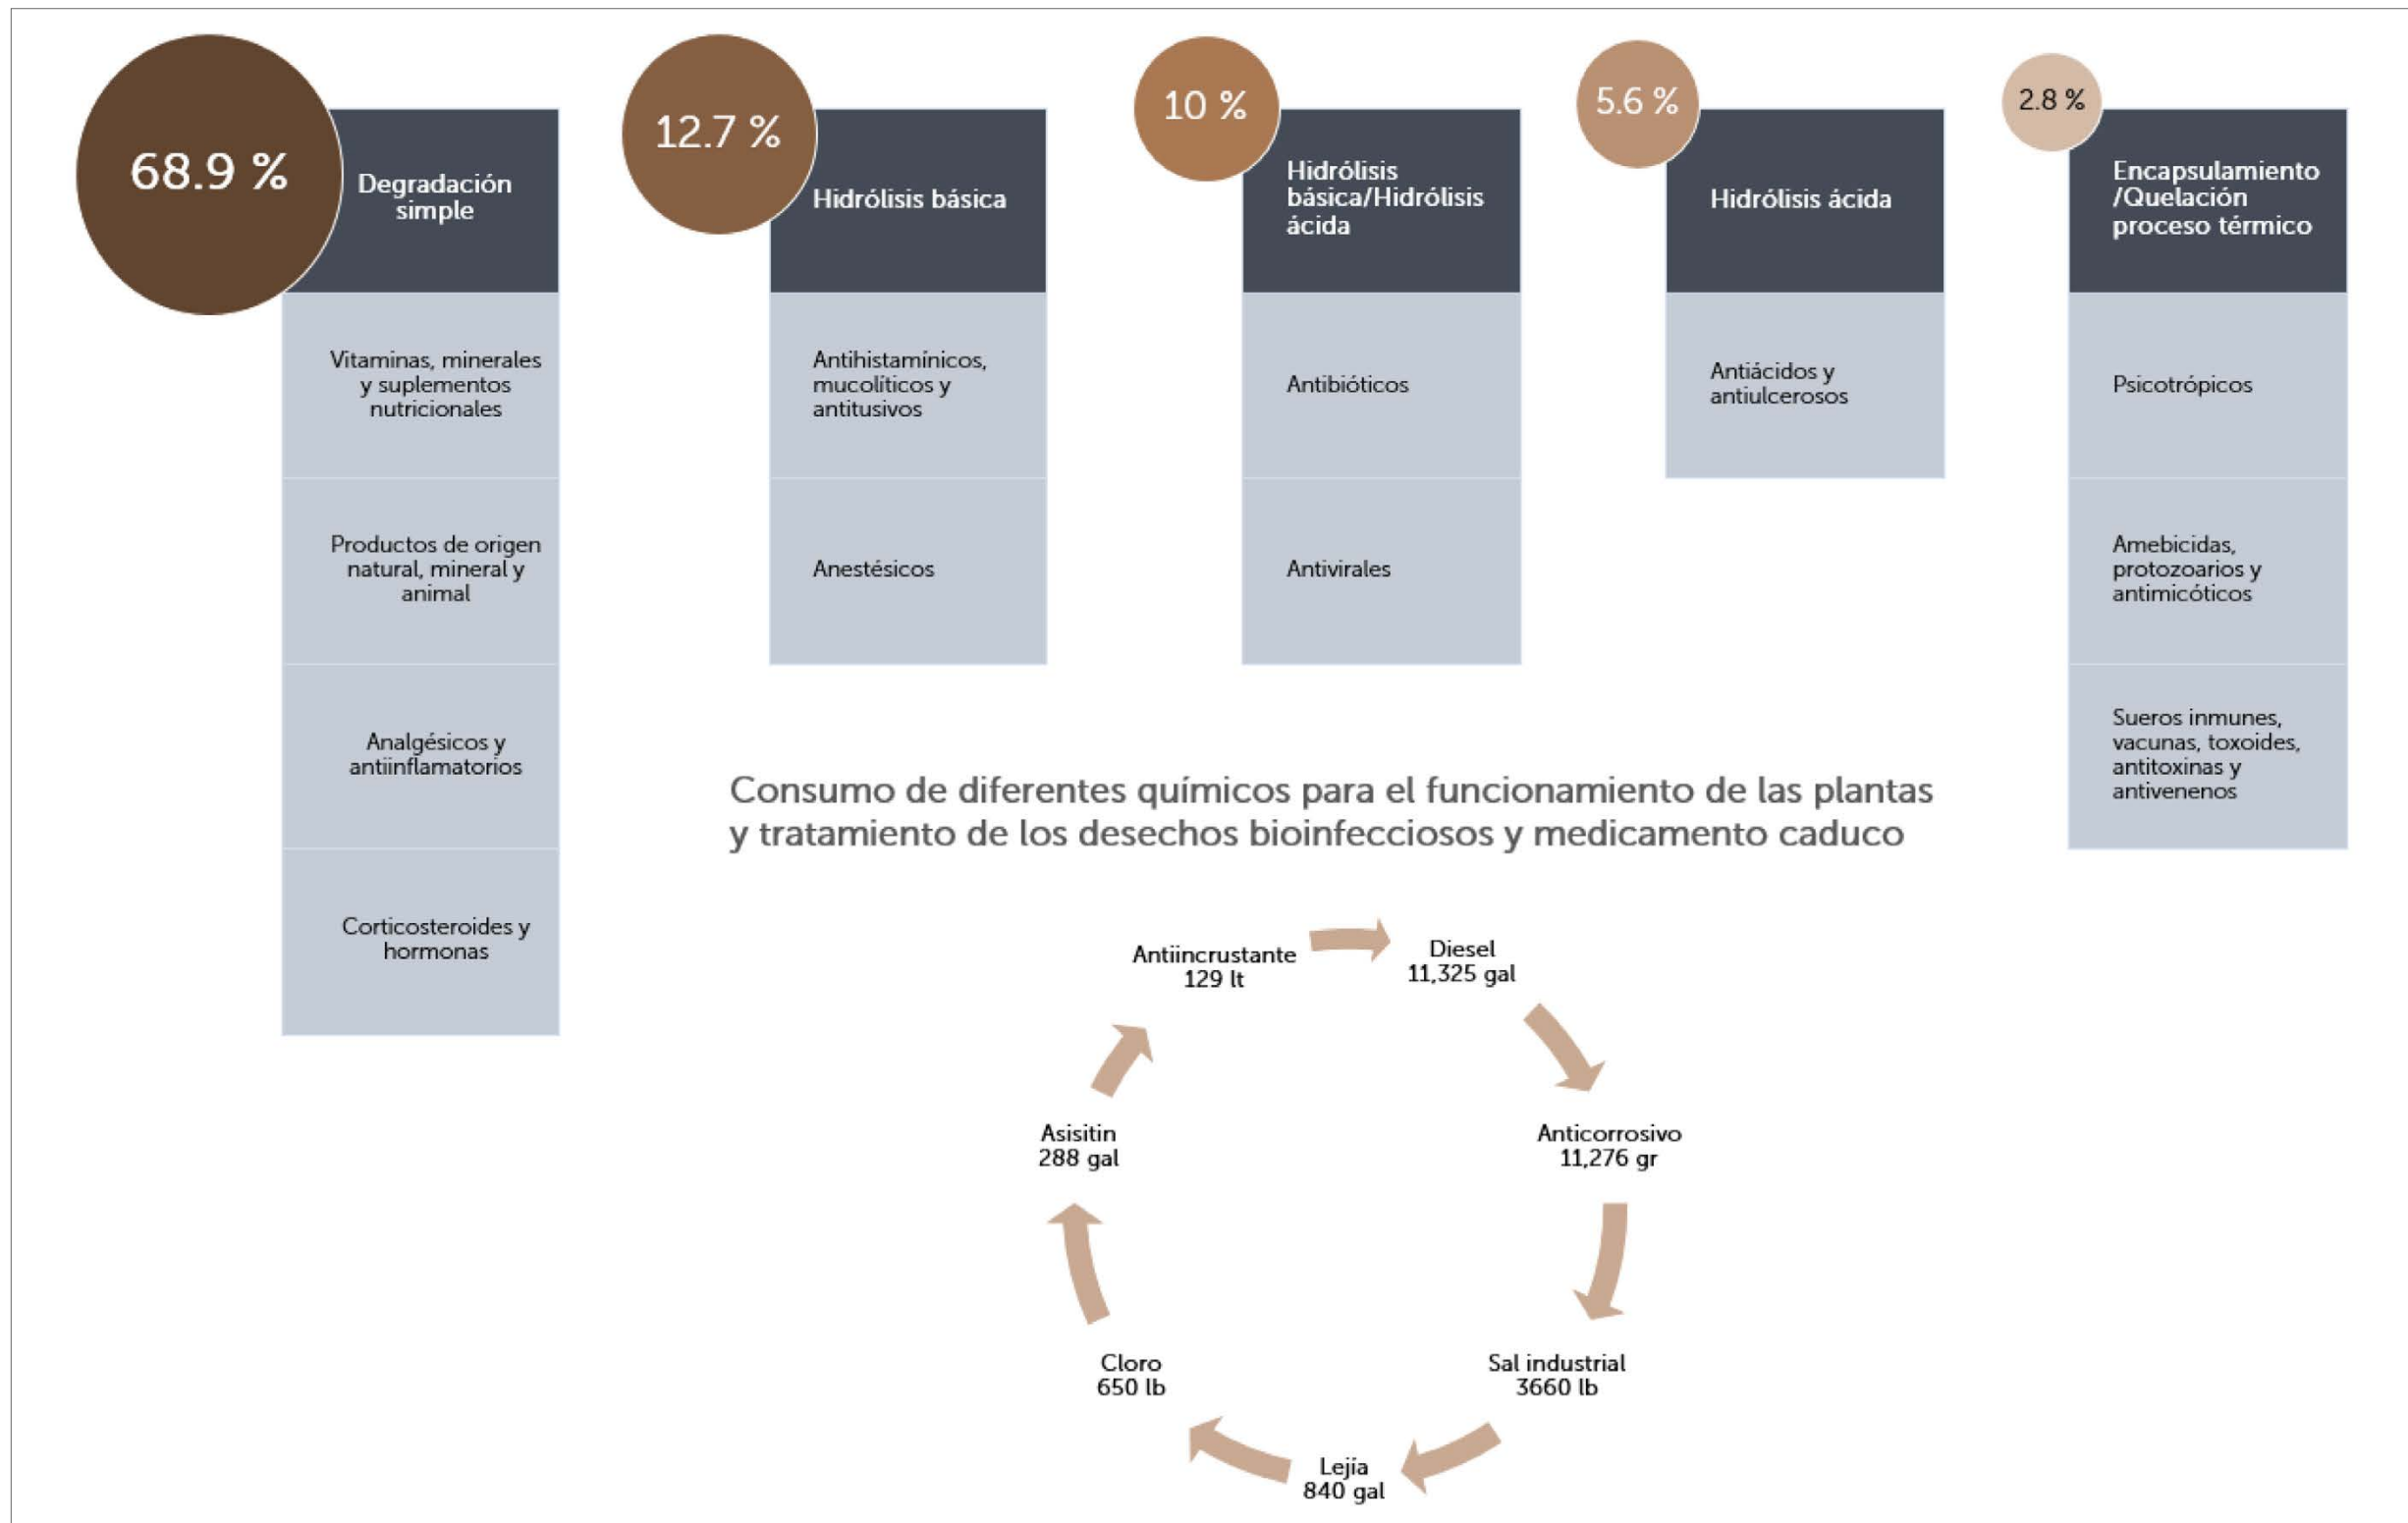 68.9 %
Degradación
simple
Vitaminas, minerales
y suplementos
nutricionales
Productos de origen
natural, mineral y
animal
Analgésicos y
antiinflamatorios
Corticosteroides y
hormonas
12.7 %
Hidrólisis básica
Antihistamínicos,
mucolíticos y
antitusivos
Anestésicos
10 %
Hidrólisis
básica/Hidrólisis
ácida
Antibióticos
Antivirales
5.6 %
Hidrólisis ácida
Antiácidos y
antiulcerosos
2.8 %
Encapsulamiento
/Quelación
proceso térmico
Psicotrópicos
Amebicidas,
protozoarios y
antimicóticos
Sueros inmunes,
vacunas, toxoides,
antitoxinas y
antivenenos
Consumo de diferentes químicos para el funcionamiento de las plantas
y tratamiento de los desechos bioinfecciosos y medicamento caduco
Antiincrustante
129 lt
Diesel
11,325 gal
Anticorrosivo
11,276 gr
Sal industrial
3660 lb
Lejía
840 gal
Cloro
650 lb
Asisitin
288 gal